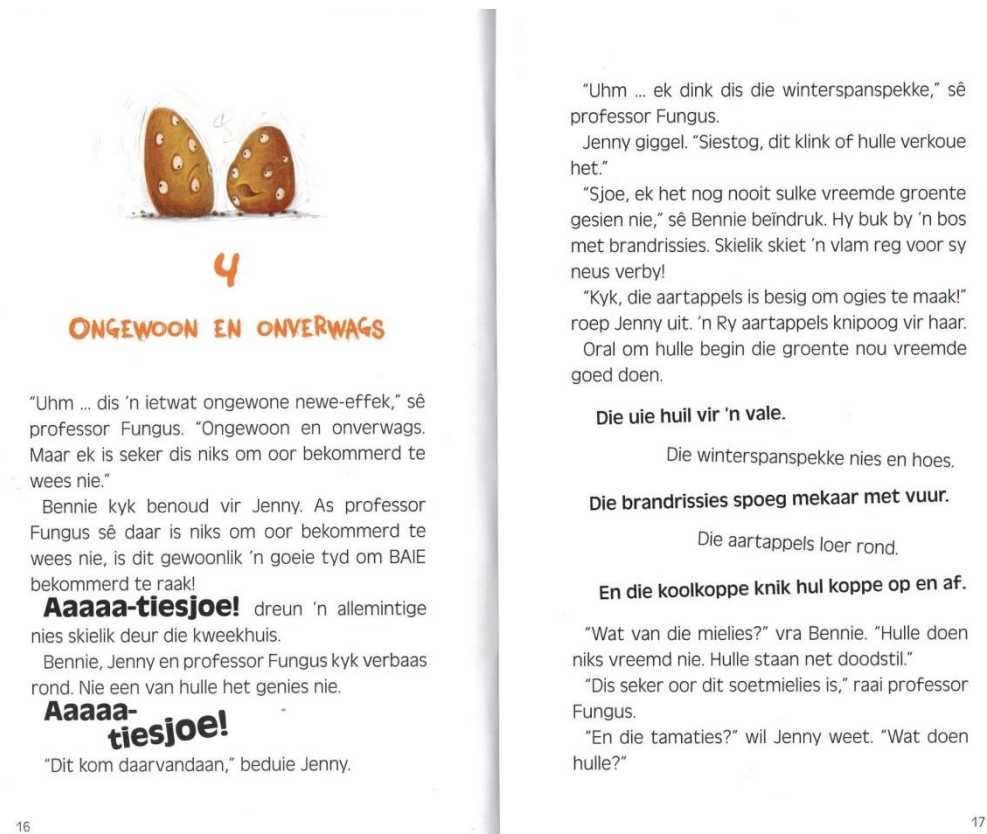 4
ONGEWOON EN ONVERWAGS
"Uhm ... dis 'n ietwat ongewone newe-effek," sê
professor Fungus. "Ongewoon en onverwags.
Maar ek is seker dis niks om oor bekommerd te
wees nie."
Bennie kyk benoud vir Jenny. As professor
Fungus sê daar is niks om oor bekommerd te
wees nie, is dit gewoonlik 'n goeie tyd om BAIE
bekommerd te raak!
Aaaaa-tiesjoe! dreun 'n allemintige
nies skielik deur die kweekhuis.
Bennie, Jenny en professor Fungus kyk verbaas
rond. Nie een van hulle het genies nie.
Aaaaa-
tiesjoe!
"Dit kom daarvandaan," beduie Jenny.
16
"Uhm ... ek dink dis die winterspanspekke," sê
professor Fungus.
Jenny giggel. "Siestog, dit klink of hulle verkoue
het."
"Sjoe, ek het nog nooit sulke vreemde groente
gesien nie," sê Bennie beïndruk. Hy buk by 'n bos
met brandrissies. Skielik skiet 'n vlam reg voor sy
neus verby!
"Kyk, die aartappels is besig om ogies te maak!"
roep Jenny uit. 'n Ry aartappels knipoog vir haar.
Oral om hulle begin die groente nou vreemde
goed doen.
Die uie huil vir 'n vale.
Die winterspanspekke nies en hoes.
Die brandrissies spoeg mekaar met vuur.
Die aartappels loer rond.
En die koolkoppe knik hul koppe op en af.
"Wat van die mielies?" vra Bennie. "Hulle doen
niks vreemd nie. Hulle staan net doodstil."
"Dis seker oor dit soetmielies is," raai professor
Fungus.
"En die tamaties?" wil Jenny weet. "Wat doen
hulle?"
17